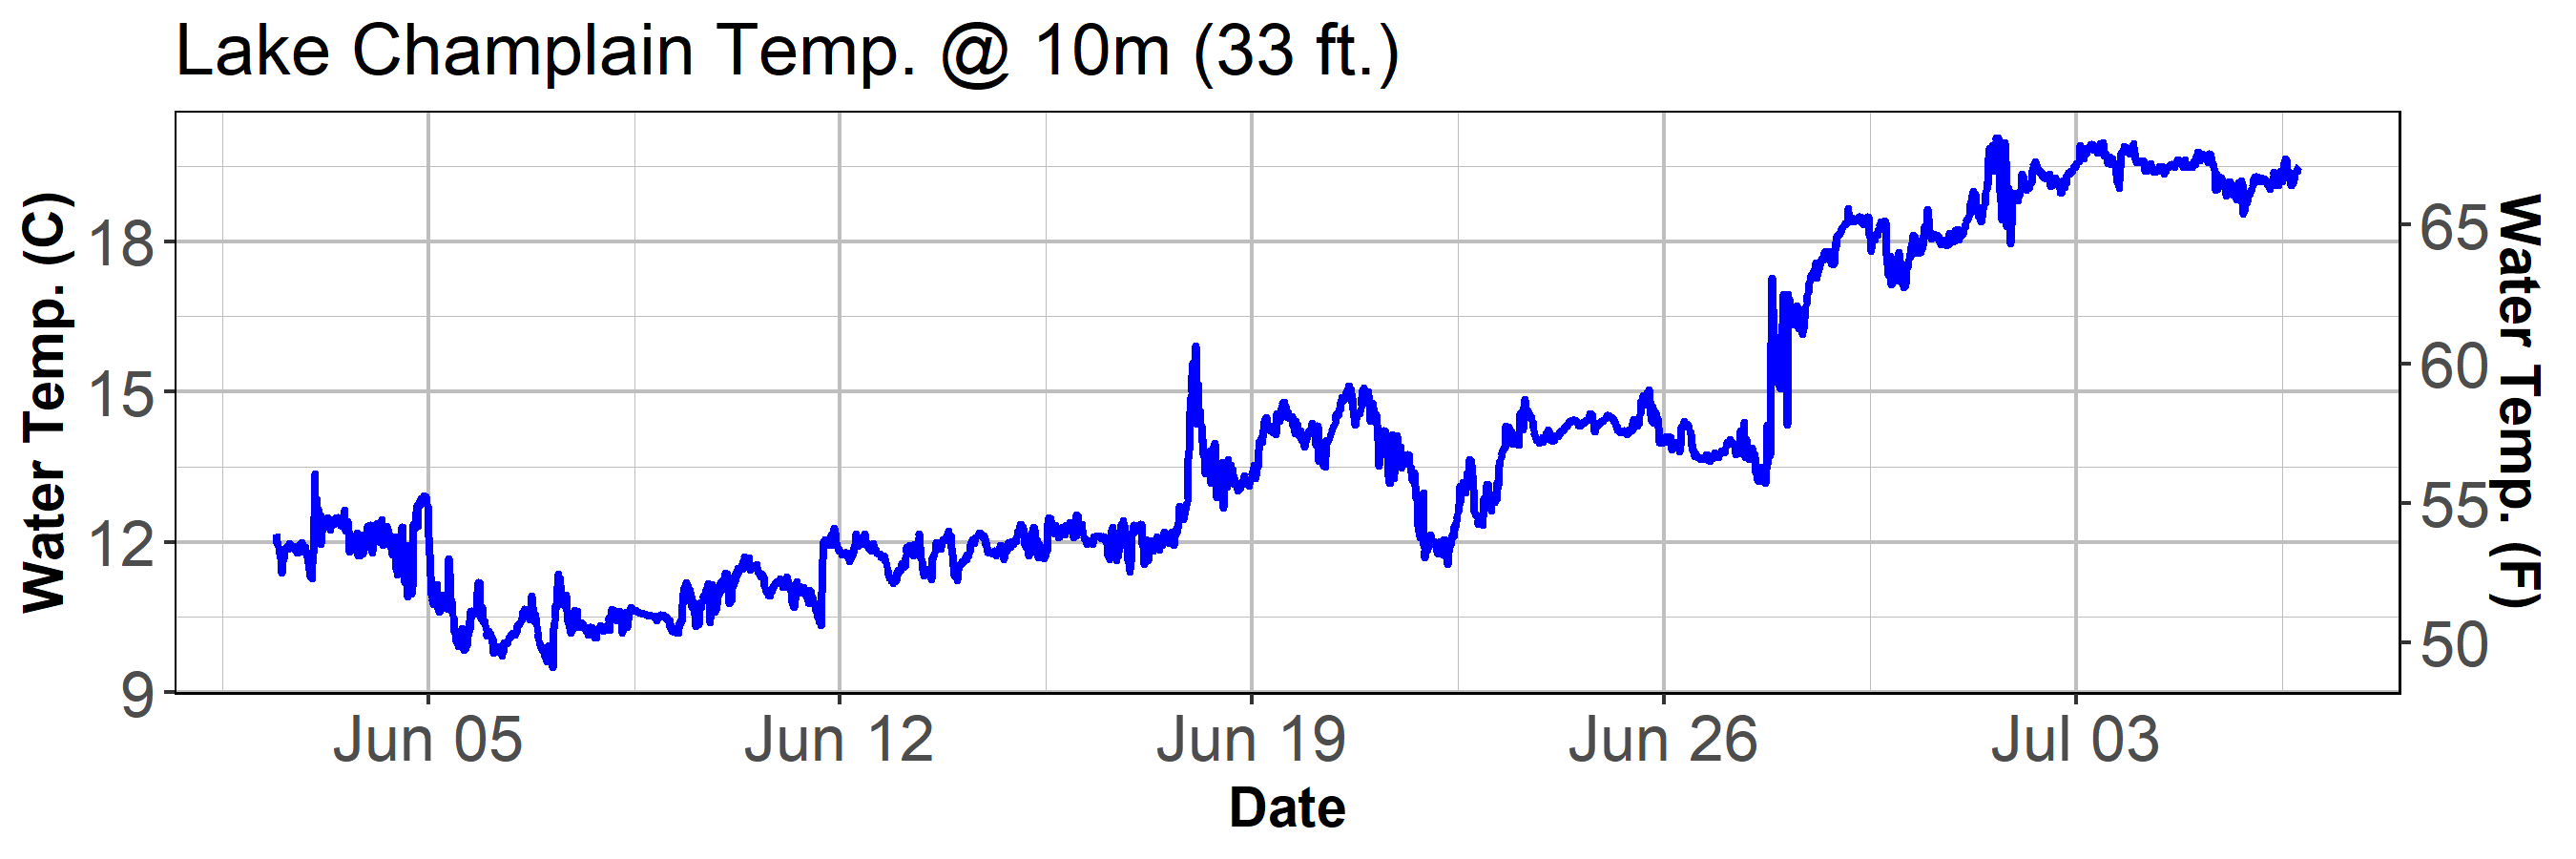 Lake Champlain Temp. @ 10m (33 ft.)
Water Temp. (C)
18
15
12
9
65
60
55
50
Water Temp. (F)
Jun 05 Jun 12 Jun 19 Jun 26 Jul 03
Date